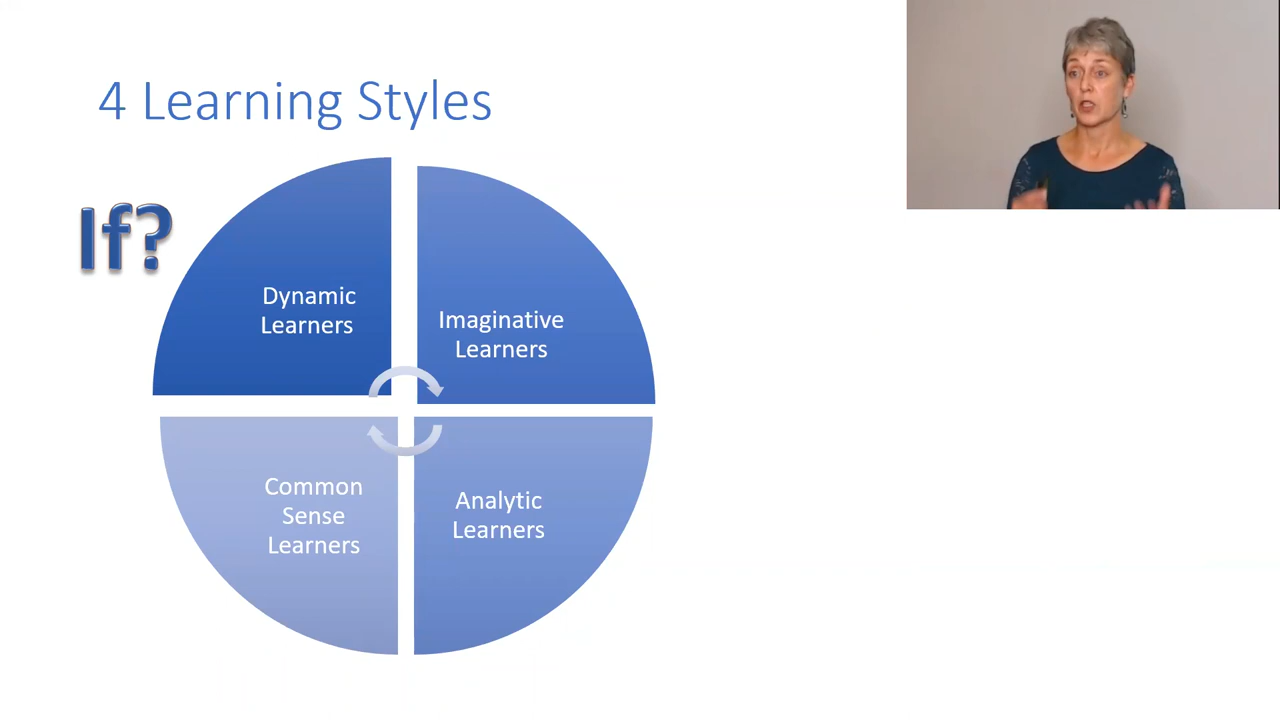 4 Learning Styles
If?
Dynamic
Learners
Imaginative
Learners
Common
Sense
Learners
Analytic
Learners